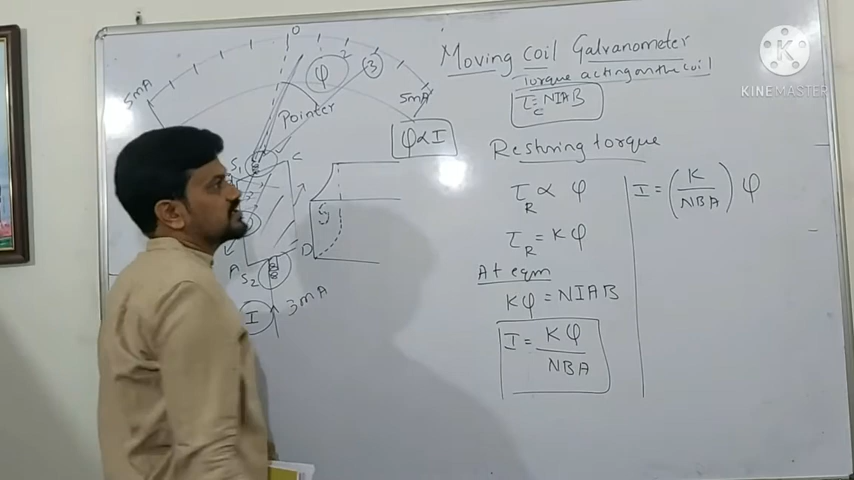 Moving coil Galvanometer
Torque acting on the coil
τc = NIAB
Restoring torque
τR ∝ φ
τR = Kφ
At eqm
Kφ = NIAB
I = Kφ / NBA
I = (K / NBA) φ
φ ∝ I
0
2
3
5mA
5mA
φ
Pointer
S1
C
S
A
D
S2
I
3mA
K
KINEMASTER